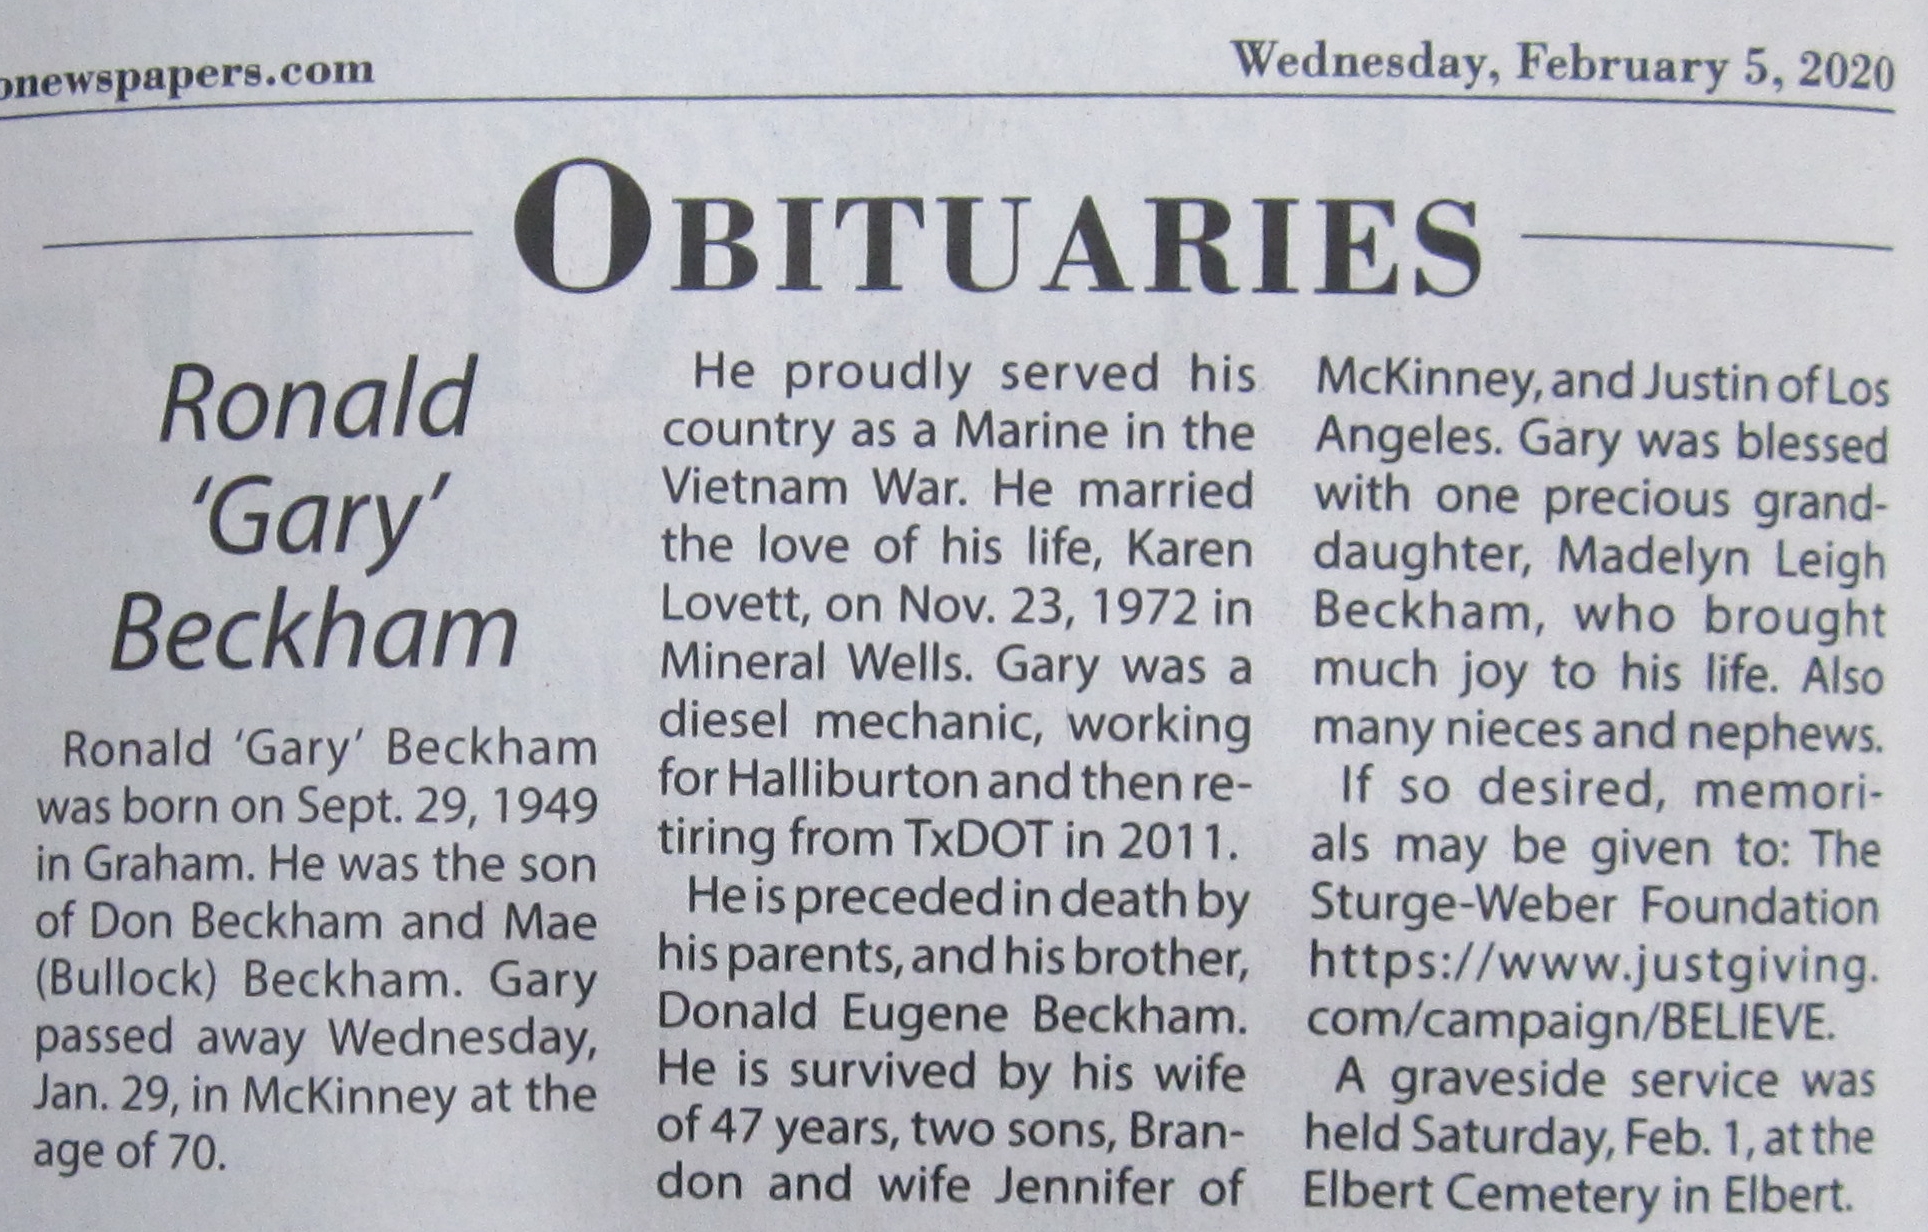 onewspapers.com
Wednesday, February 5, 2020
OBITUARIES
Ronald
‘Gary’
Beckham
Ronald ‘Gary’ Beckham
was born on Sept. 29, 1949
in Graham. He was the son
of Don Beckham and Mae
(Bullock) Beckham. Gary
passed away Wednesday,
Jan. 29, in McKinney at the
age of 70.
He proudly served his
country as a Marine in the
Vietnam War. He married
the love of his life, Karen
Lovett, on Nov. 23, 1972 in
Mineral Wells. Gary was a
diesel mechanic, working
for Halliburton and then re-
tiring from TxDOT in 2011.
He is preceded in death by
his parents, and his brother,
Donald Eugene Beckham.
He is survived by his wife
of 47 years, two sons, Bran-
don and wife Jennifer of
McKinney, and Justin of Los
Angeles. Gary was blessed
with one precious grand-
daughter, Madelyn Leigh
Beckham, who brought
much joy to his life. Also
many nieces and nephews.
If so desired, memori-
als may be given to: The
Sturge-Weber Foundation
https://www.justgiving.
com/campaign/BELIEVE.
A graveside service was
held Saturday, Feb. 1, at the
Elbert Cemetery in Elbert.